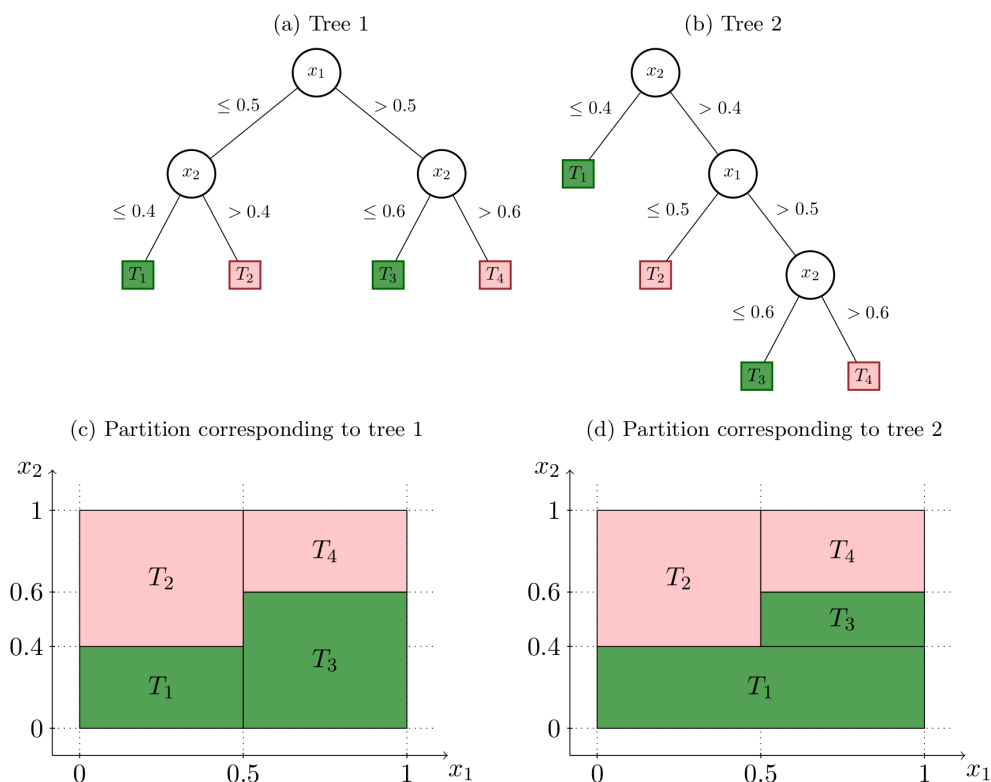 (a) Tree 1
x₁
≤ 0.5
> 0.5
x₂
x₂
≤ 0.4
> 0.4
≤ 0.6
> 0.6
T₁
T₂
T₃
T₄
(b) Tree 2
x₂
≤ 0.4
> 0.4
T₁
x₁
≤ 0.5
> 0.5
T₂
x₂
≤ 0.6
> 0.6
T₃
T₄
(c) Partition corresponding to tree 1
x₂
1
0.6
0.4
0
T₂
T₄
T₁
T₃
0
0.5
1
x₁
(d) Partition corresponding to tree 2
x₂
1
0.6
0.4
0
T₂
T₄
T₃
T₁
0
0.5
1
x₁